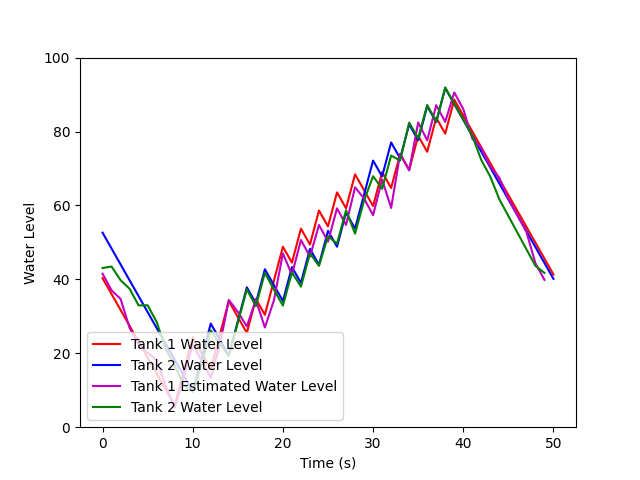 100
80
60
40
20
0
Water Level
Tank 1 Water Level
Tank 2 Water Level
Tank 1 Estimated Water Level
Tank 2 Water Level
0 10 20 30 40 50
Time (s)